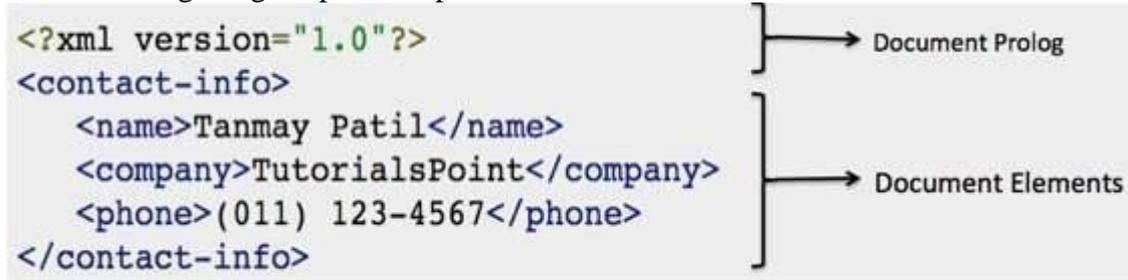 <?xml version="1.0"?>
Document Prolog
<contact-info>
<name>Tanmay Patil</name>
<company>TutorialsPoint</company>
Document Elements
<phone>(011) 123-4567</phone>
</contact-info>